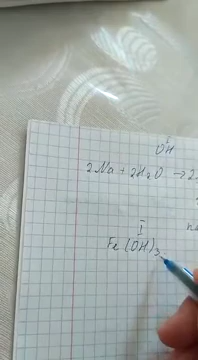 I
OH
2Na + 2H₂O → 2
I
Fe(OH)₃